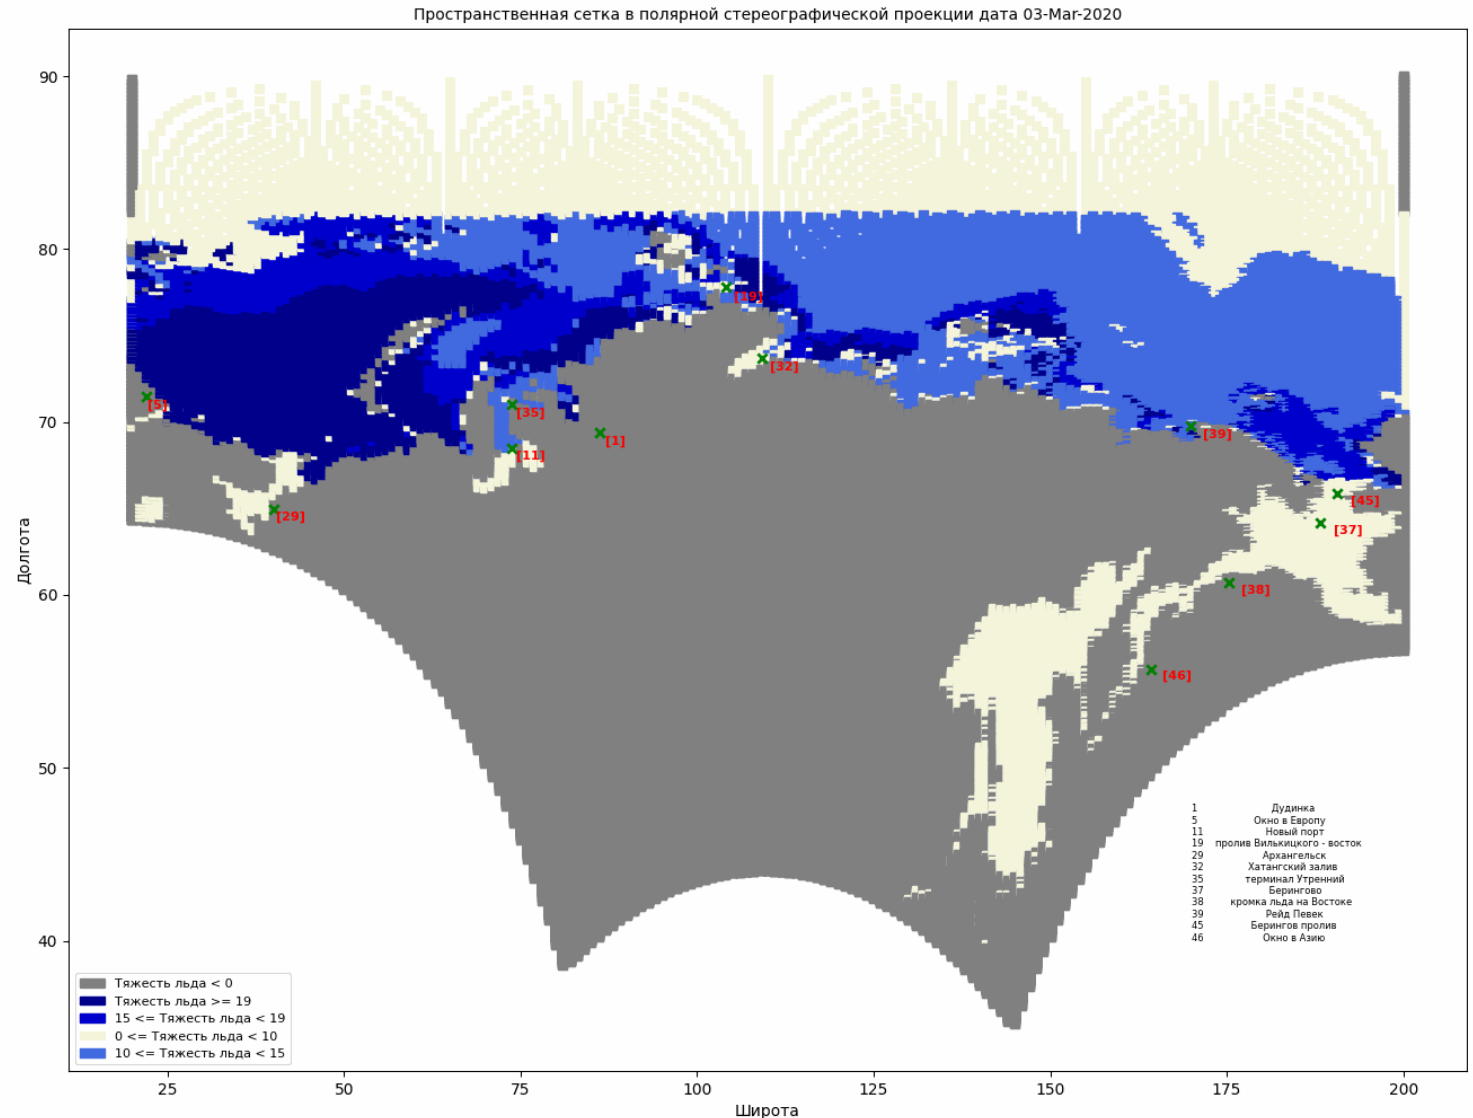 Пространственная сетка в полярной стереографической проекции дата 03-Mar-2020
Долгота
90
80
70
60
50
40
[19]
[32]
[5]
[35]
[1]
[11]
[39]
[29]
[45]
[37]
[38]
[46]
1 Дудинка
5 Окно в Европу
11 Новый порт
19 пролив Вилькицкого - восток
29 Архангельск
32 Хатангский залив
35 терминал Утренний
37 Берингово
38 кромка льда на Востоке
39 Рейд Певек
45 Берингов пролив
46 Окно в Азию
Тяжесть льда < 0
Тяжесть льда >= 19
15 <= Тяжесть льда < 19
0 <= Тяжесть льда < 10
10 <= Тяжесть льда < 15
25 50 75 100 125 150 175 200
Широта